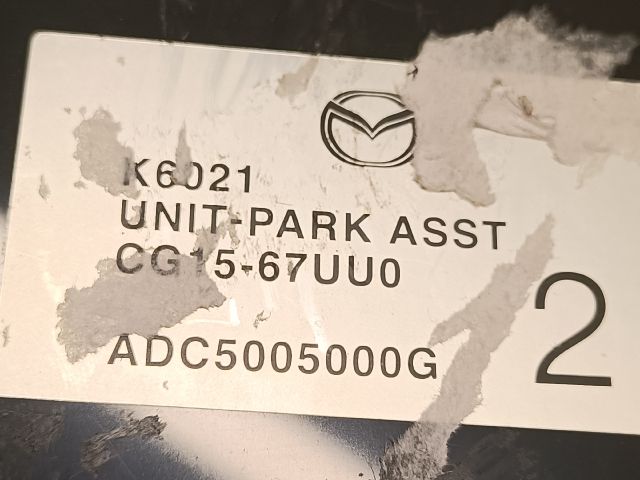 K6021
UNIT-PARK ASST
CG15-67UU0
ADC5005000G
2